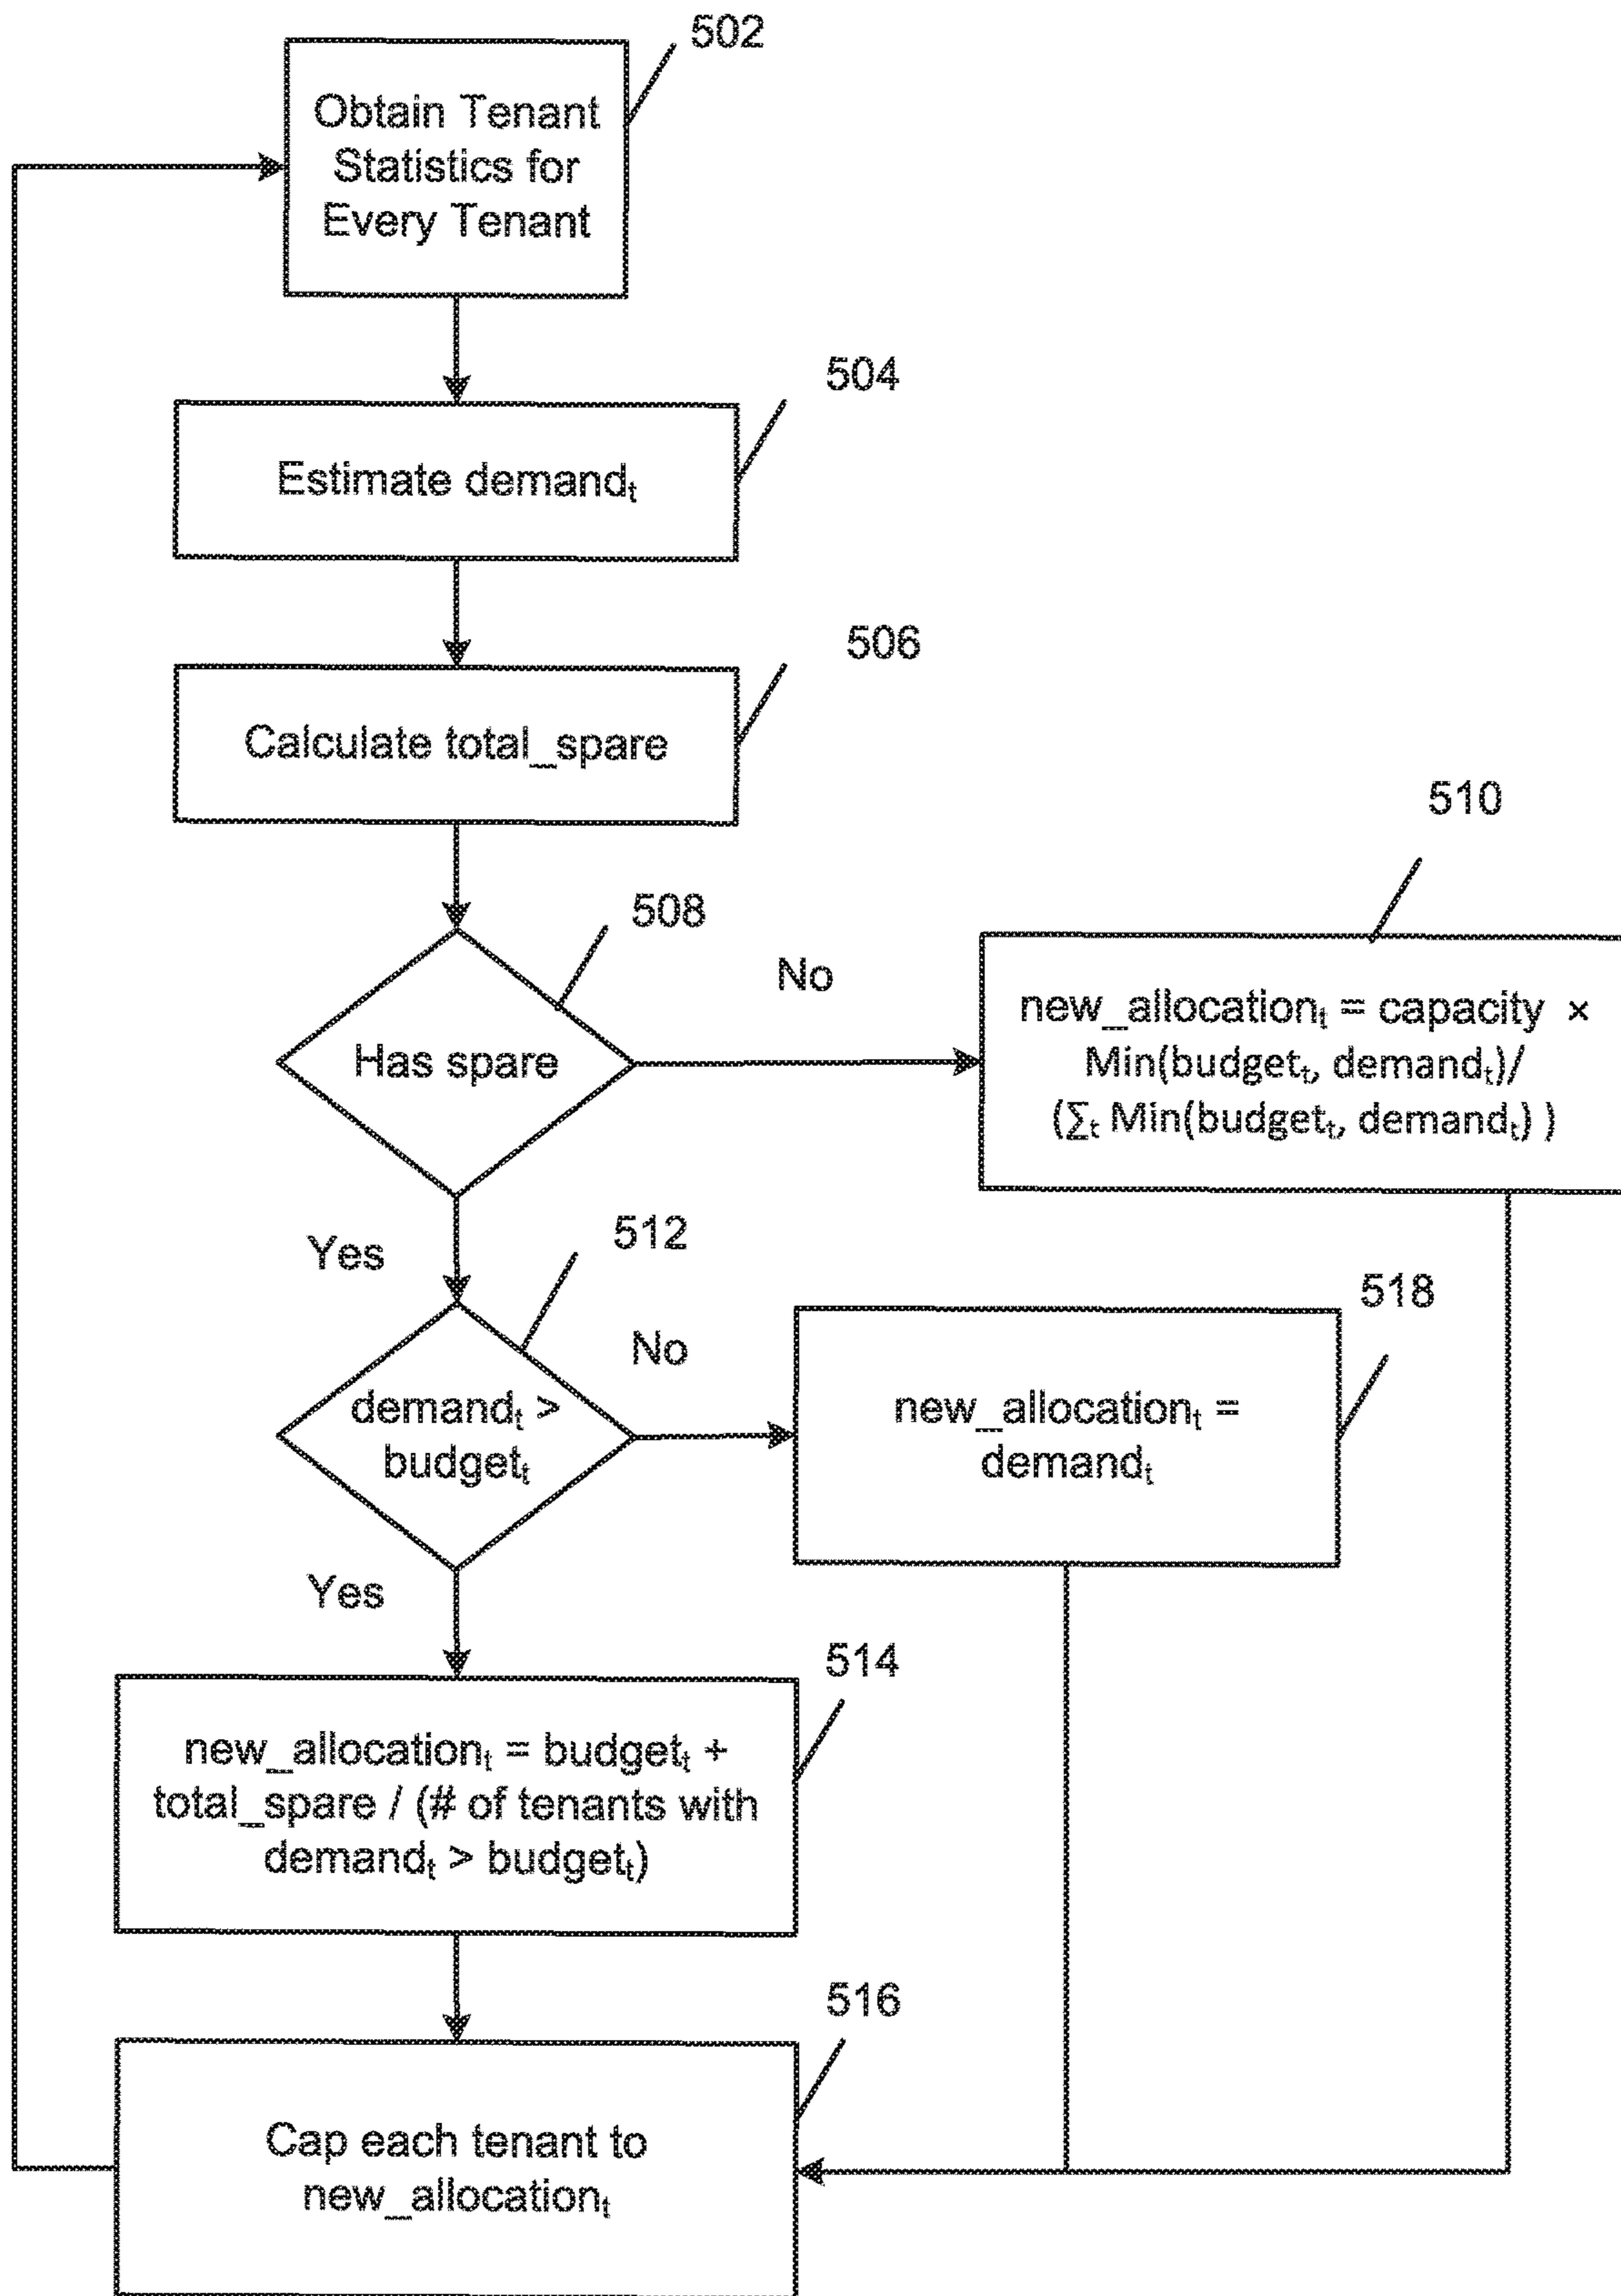 502
Obtain Tenant
Statistics for
Every Tenant
504
Estimate demandₜ
506
Calculate total_spare
508
Has spare
No
510
new_allocationₜ = capacity ×
Min(budgetₜ, demandₜ)/
(∑ₜ Min(budgetₜ, demandₜ) )
Yes
512
demandₜ >
budgetₜ
No
518
new_allocationₜ =
demandₜ
Yes
514
new_allocationₜ = budgetₜ +
total_spare / (# of tenants with
demandₜ > budgetₜ)
516
Cap each tenant to
new_allocationₜ